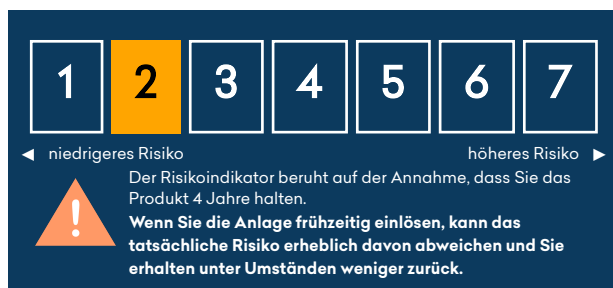 1 2 3 4 5 6 7
◄ niedrigeres Risiko höheres Risiko ►
Der Risikoindikator beruht auf der Annahme, dass Sie das
Produkt 4 Jahre halten.
! Wenn Sie die Anlage frühzeitig einlösen, kann das
tatsächliche Risiko erheblich davon abweichen und Sie
erhalten unter Umständen weniger zurück.